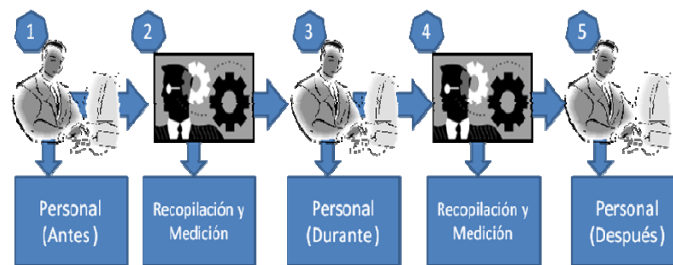 1
2
3
4
5
Personal
(Antes)
Recopilación y
Medición
Personal
(Durante)
Recopilación y
Medición
Personal
(Después)